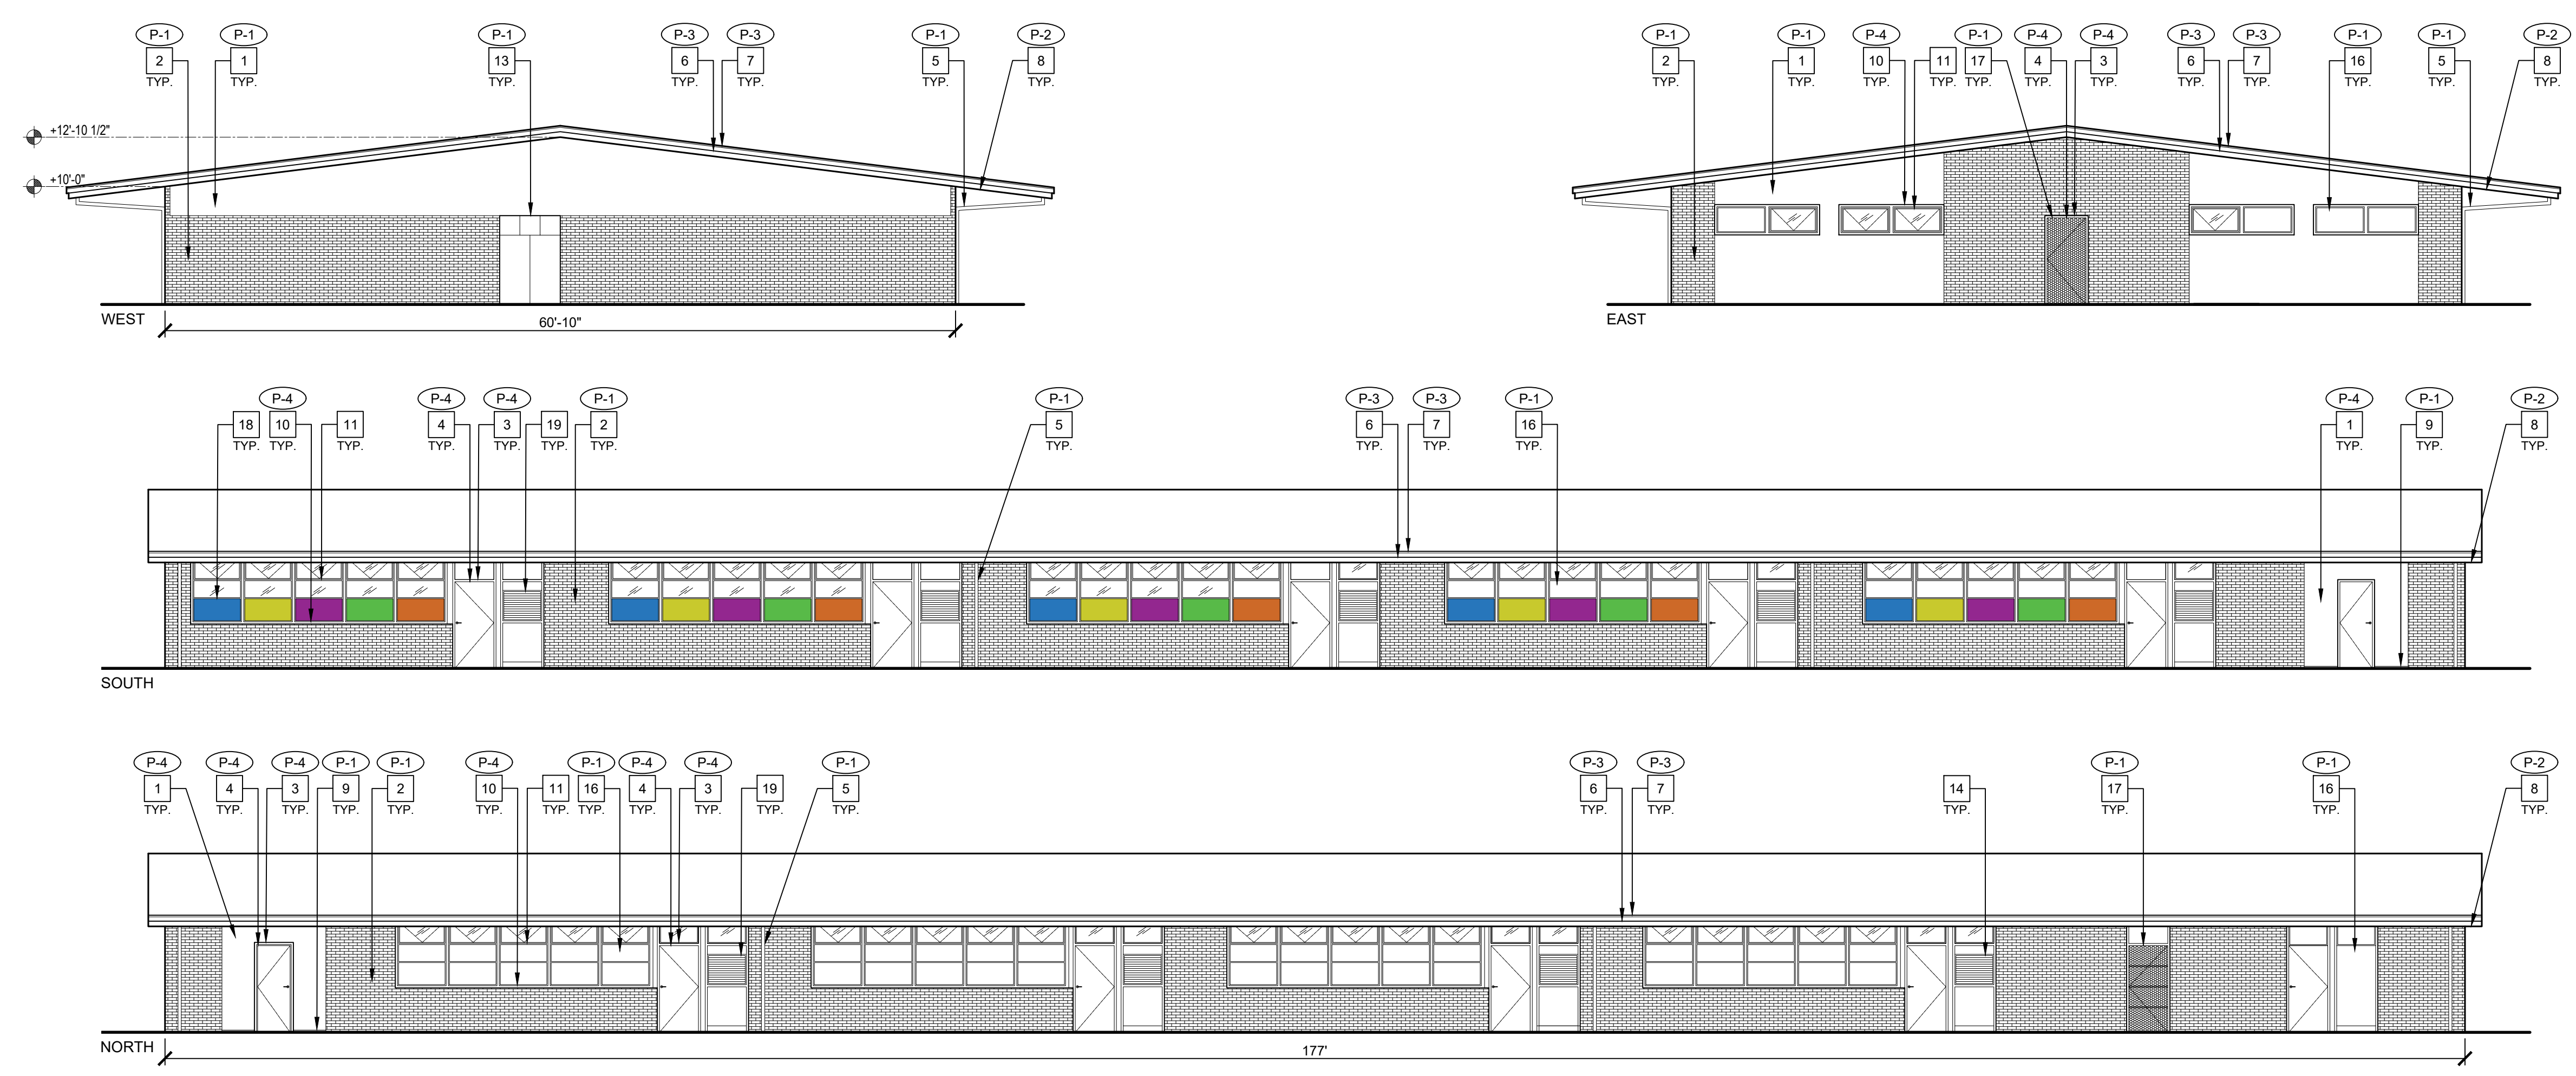 P-1 P-1 P-1 P-3 P-3 P-1 P-2
2 1 13 6 7 5 8
TYP. TYP. TYP. TYP. TYP. TYP. TYP.
+12'-10 1/2"
+10'-0"
WEST
60'-10"
P-1 P-1 P-4 P-1 P-4 P-4 P-3 P-3 P-1 P-1 P-2
2 1 10 11 17 4 3 6 7 16 5 8
TYP. TYP. TYP. TYP. TYP. TYP. TYP. TYP. TYP. TYP. TYP. TYP.
EAST
P-4 P-4 P-4 P-1 P-1 P-3 P-3 P-1 P-4 P-1 P-2
18 10 11 4 3 19 2 5 6 7 16 1 9 8
TYP. TYP. TYP. TYP. TYP. TYP. TYP. TYP. TYP. TYP. TYP. TYP. TYP. TYP.
SOUTH
P-4 P-4 P-4 P-1 P-1 P-4 P-1 P-4 P-4 P-1 P-3 P-3 P-1 P-1 P-2
1 4 3 9 2 10 11 16 4 3 19 5 6 7 14 17 16 8
TYP. TYP. TYP. TYP. TYP. TYP. TYP. TYP. TYP. TYP. TYP. TYP. TYP. TYP. TYP. TYP. TYP. TYP.
NORTH
177'